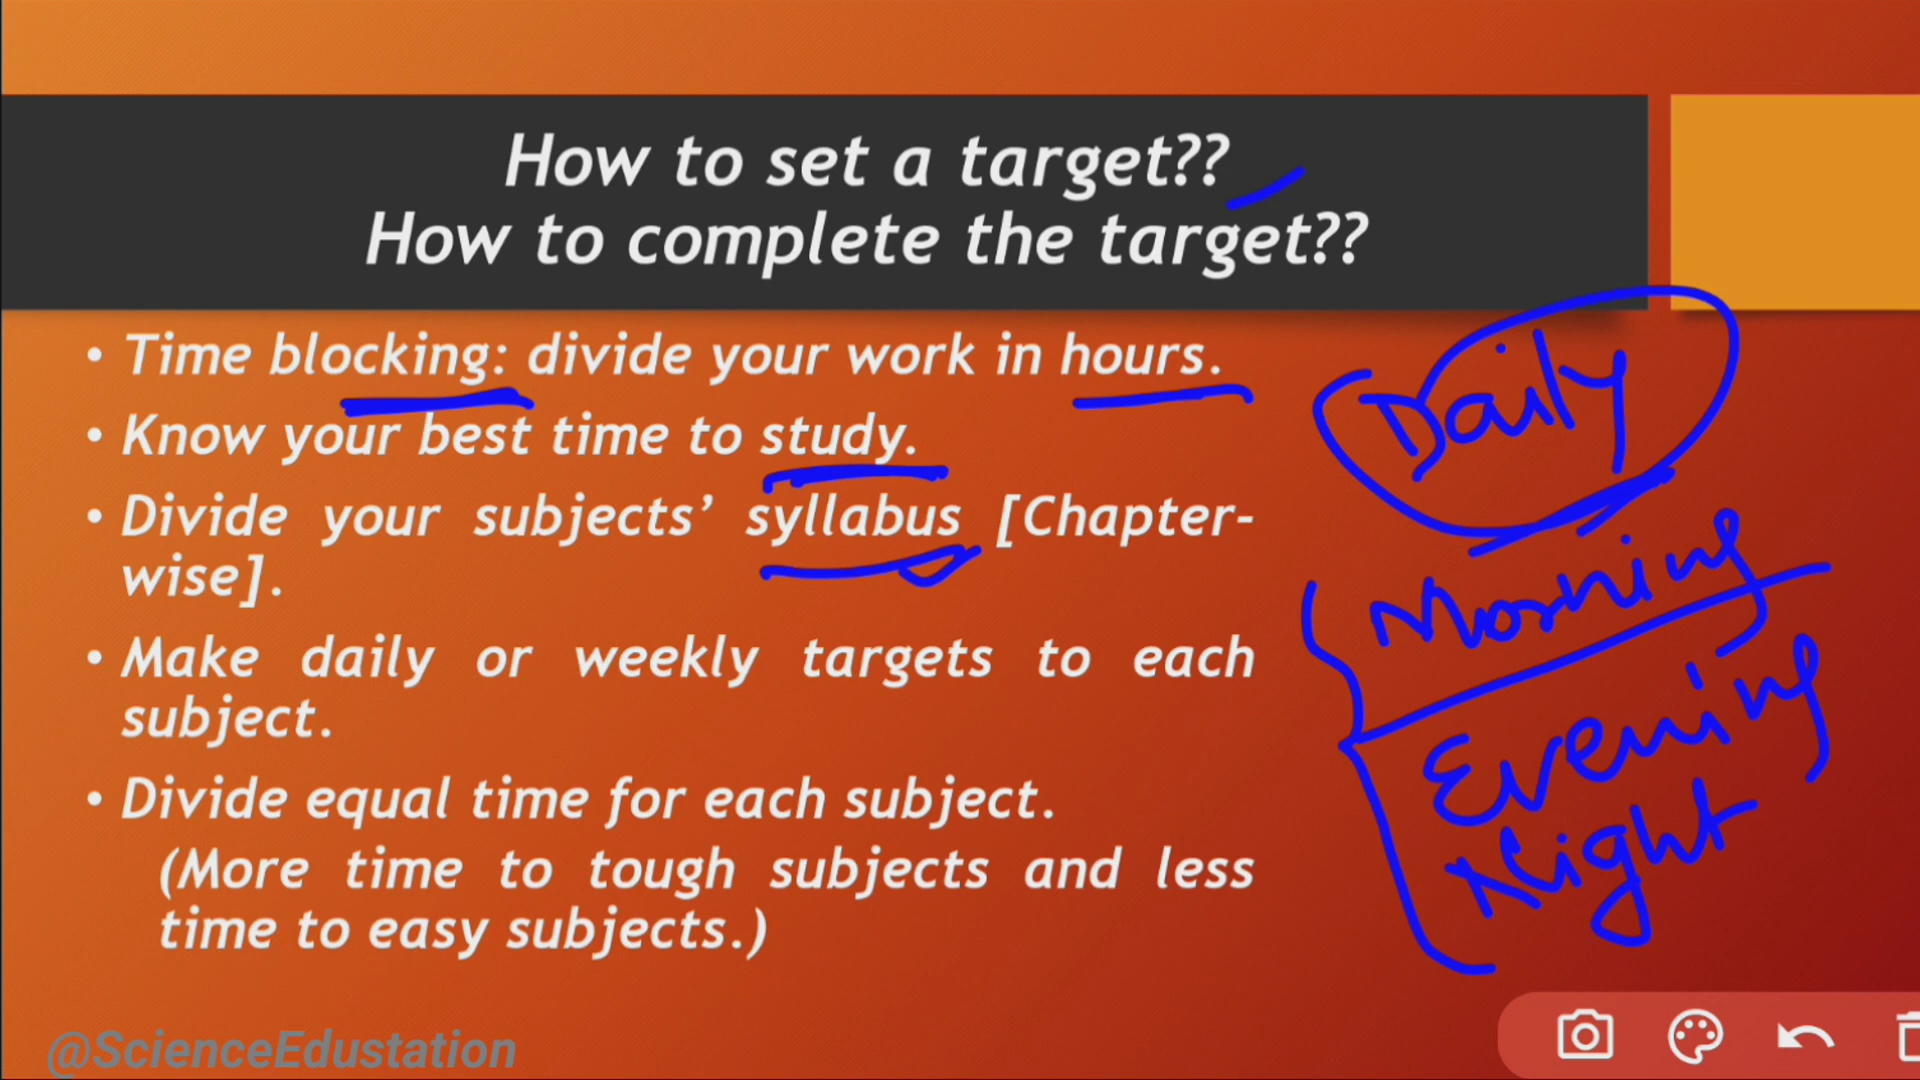 How to set a target??
How to complete the target??
• Time blocking: divide your work in hours.
• Know your best time to study.
• Divide your subjects’ syllabus [Chapter-
wise].
• Make daily or weekly targets to each
subject.
• Divide equal time for each subject.
(More time to tough subjects and less
time to easy subjects.)
Daily
Morning
Evening
Night
@ScienceEdustation